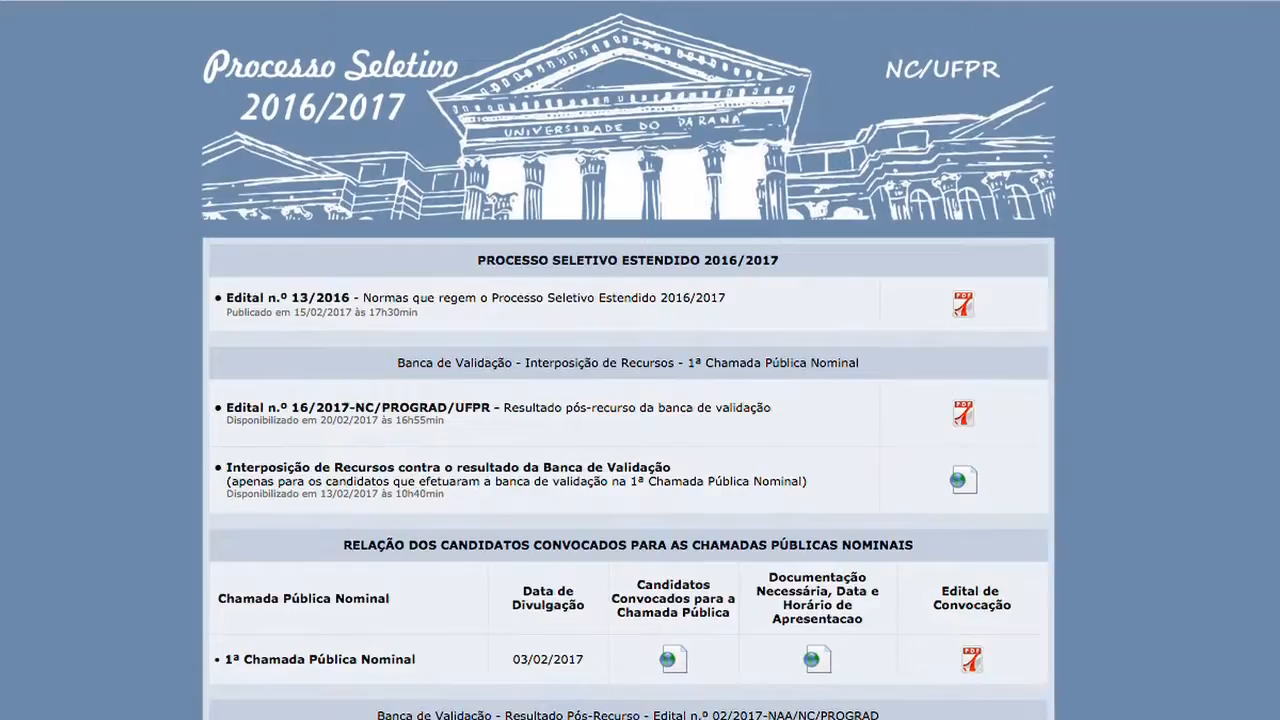 Processo Seletivo
2016/2017
NC/UFPR
UNIVERSIDADE DO PARANÁ
PROCESSO SELETIVO ESTENDIDO 2016/2017
• Edital n.º 13/2016 - Normas que regem o Processo Seletivo Estendido 2016/2017
Publicado em 15/02/2017 às 17h30min
PDF
Banca de Validação - Interposição de Recursos - 1ª Chamada Pública Nominal
• Edital n.º 16/2017-NC/PROGRAD/UFPR – Resultado pós-recurso da banca de validação
Disponibilizado em 20/02/2017 às 16h55min
PDF
• Interposição de Recursos contra o resultado da Banca de Validação
(apenas para os candidatos que efetuaram a banca de validação na 1ª Chamada Pública Nominal)
Disponibilizado em 13/02/2017 às 10h40min
RELAÇÃO DOS CANDIDATOS CONVOCADOS PARA AS CHAMADAS PÚBLICAS NOMINAIS
Chamada Pública Nominal
Data de
Divulgação
Candidatos
Convocados para a
Chamada Pública
Documentação
Necessária, Data e
Horário de
Apresentacao
Edital de
Convocação
• 1ª Chamada Pública Nominal
03/02/2017
PDF
Banca de Validação - Resultado Pós-Recurso - Edital n.º 02/2017-NAA/NC/PROGRAD